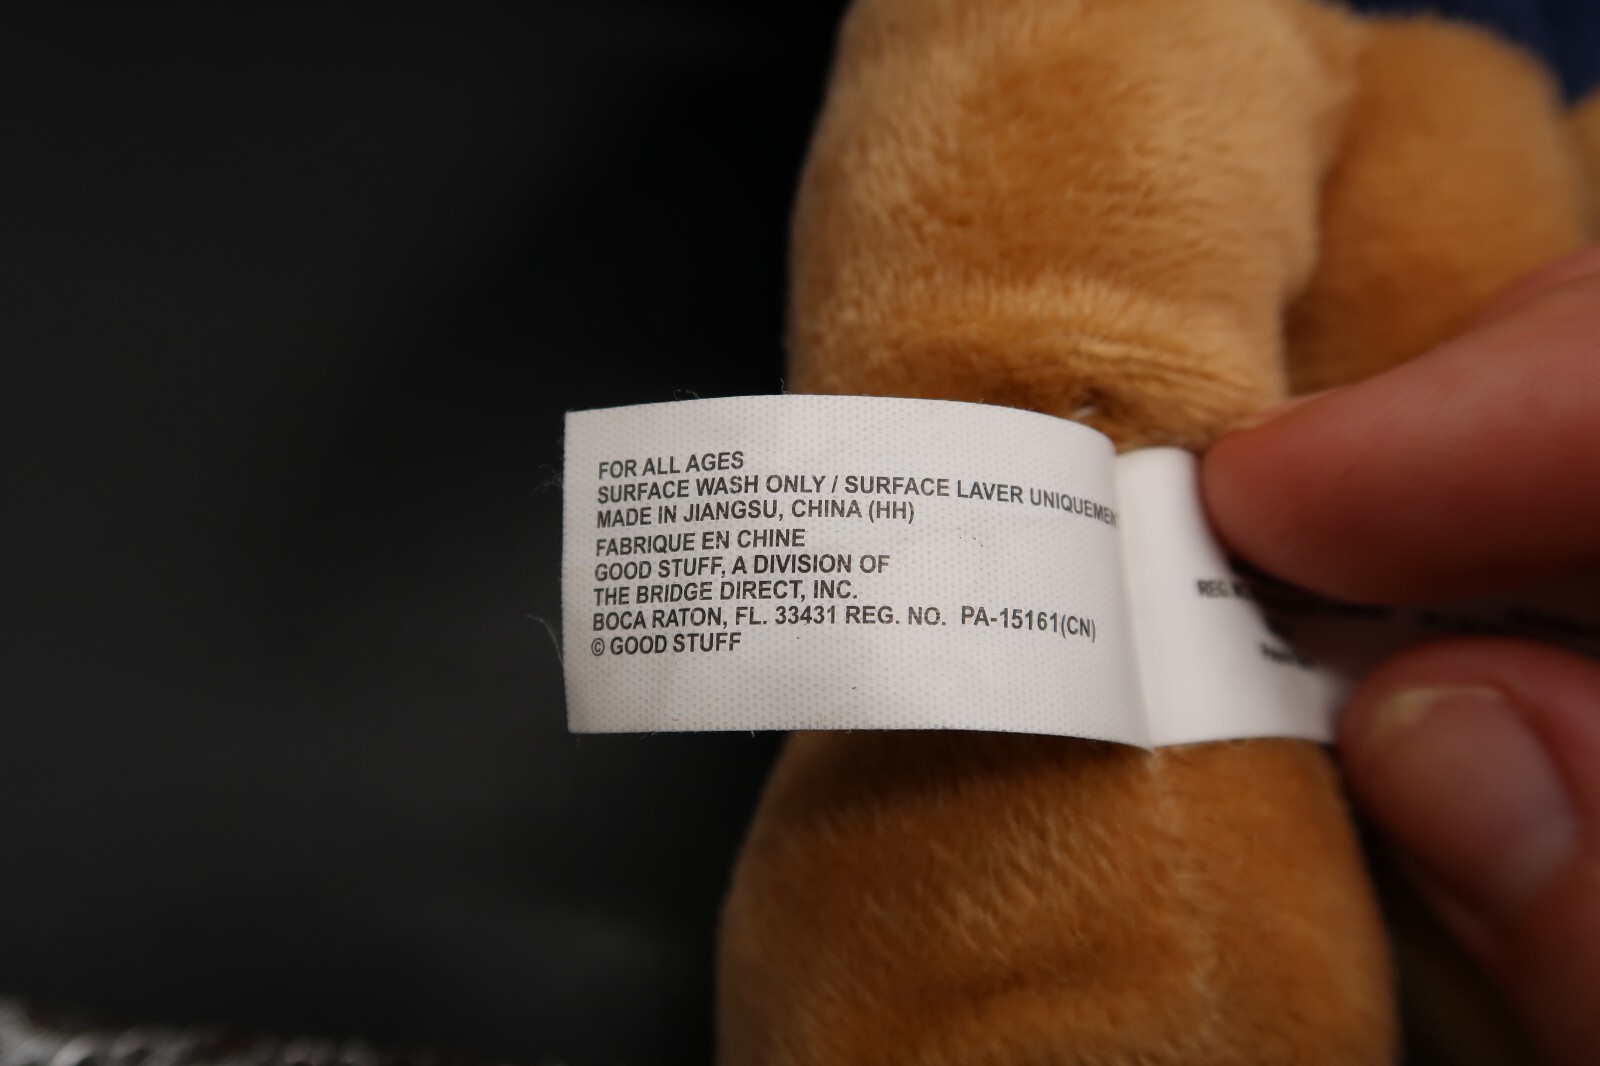 FOR ALL AGES
SURFACE WASH ONLY / SURFACE LAVER
MADE IN JIANGSU, CHINA (HH)
FABRIQUE EN CHINE
GOOD STUFF, A DIVISION OF
THE BRIDGE DIRECT, INC.
BOCA RATON, FL. 33431 REG. NO. PA-15161(CN)
© GOOD STUFF
REG